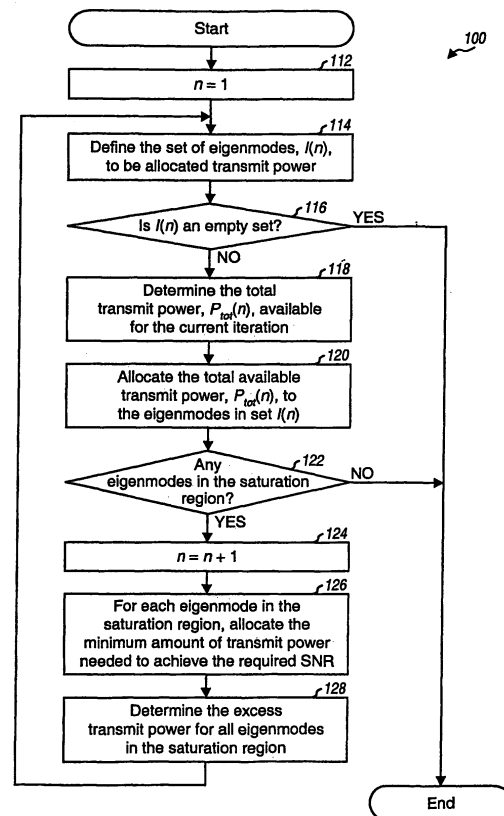 Start
100
112
n = 1
114
Define the set of eigenmodes, I(n),
to be allocated transmit power
116
Is I(n) an empty set?
YES
NO
118
Determine the total
transmit power, Ptot(n), available
for the current iteration
120
Allocate the total available
transmit power, Ptot(n), to
the eigenmodes in set I(n)
122
Any
eigenmodes in the saturation
region?
NO
YES
124
n = n + 1
126
For each eigenmode in the
saturation region, allocate the
minimum amount of transmit power
needed to achieve the required SNR
128
Determine the excess
transmit power for all eigenmodes
in the saturation region
End